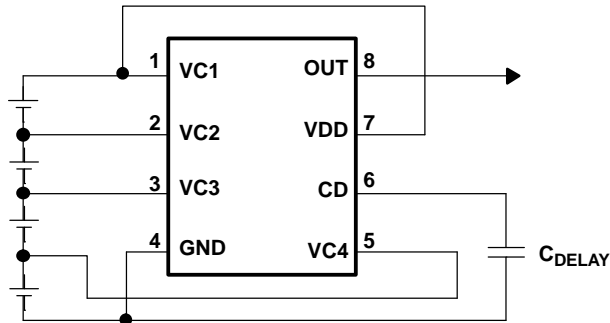 1 VC1 OUT 8
2 VC2 VDD 7
3 VC3 CD 6
4 GND VC4 5
CDELAY